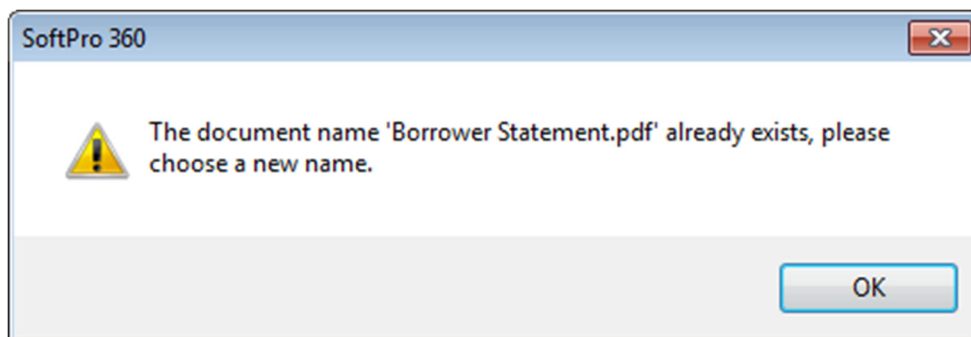 SoftPro 360
The document name 'Borrower Statement.pdf' already exists, please
choose a new name.
OK